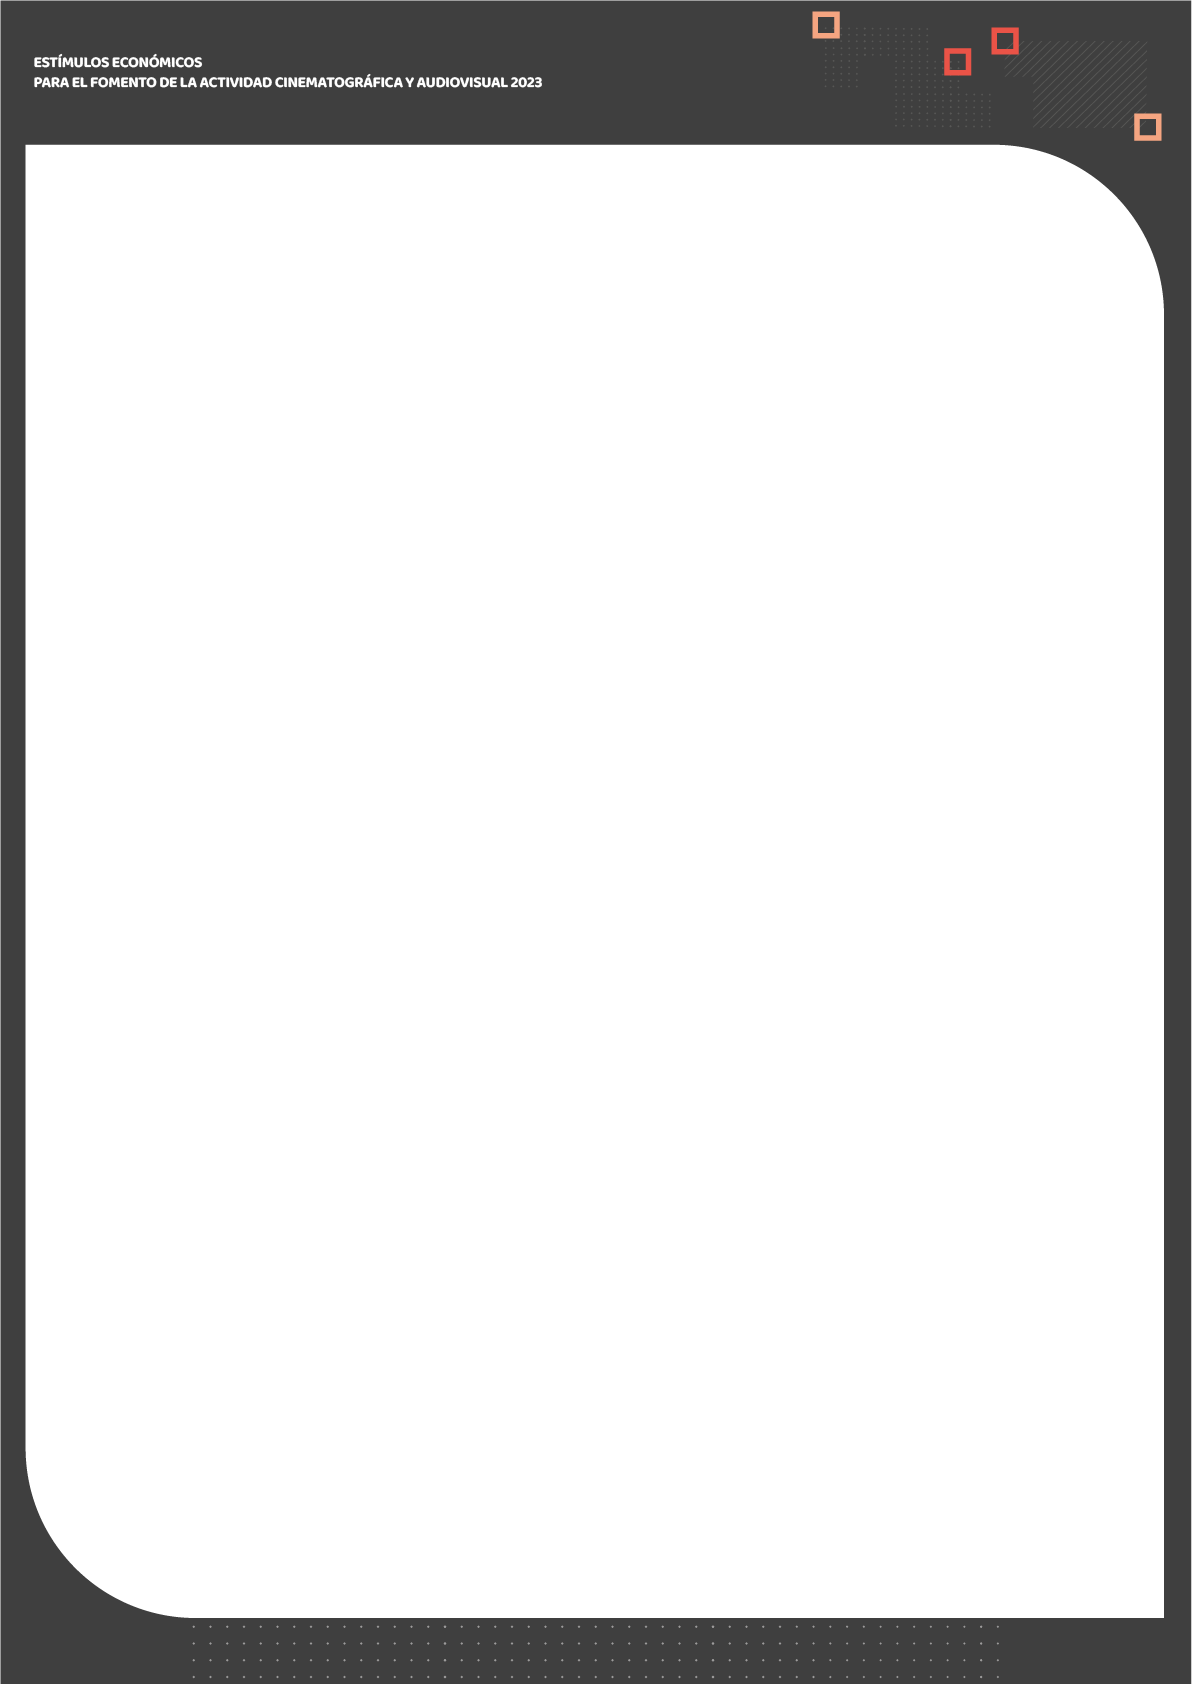 ESTÍMULOS ECONÓMICOS
PARA EL FOMENTO DE LA ACTIVIDAD CINEMATOGRÁFICA Y AUDIOVISUAL 2023